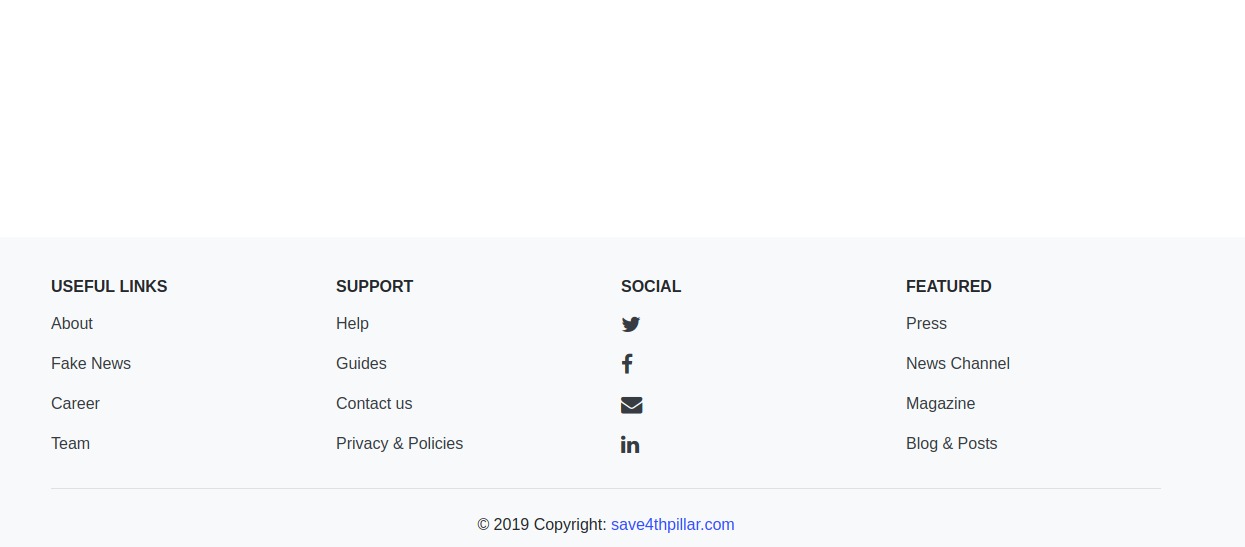 USEFUL LINKS
About
Fake News
Career
Team
SUPPORT
Help
Guides
Contact us
Privacy & Policies
SOCIAL
FEATURED
Press
News Channel
Magazine
Blog & Posts
© 2019 Copyright: save4thpillar.com